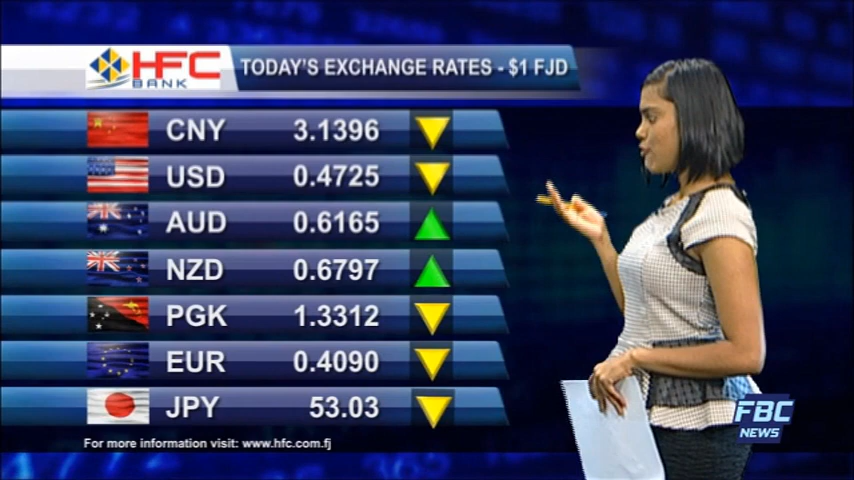 HFC
BANK
TODAY'S EXCHANGE RATES - $1 FJD
CNY 3.1396
USD 0.4725
AUD 0.6165
NZD 0.6797
PGK 1.3312
EUR 0.4090
JPY 53.03
For more information visit: www.hfc.com.fj
FBC
NEWS